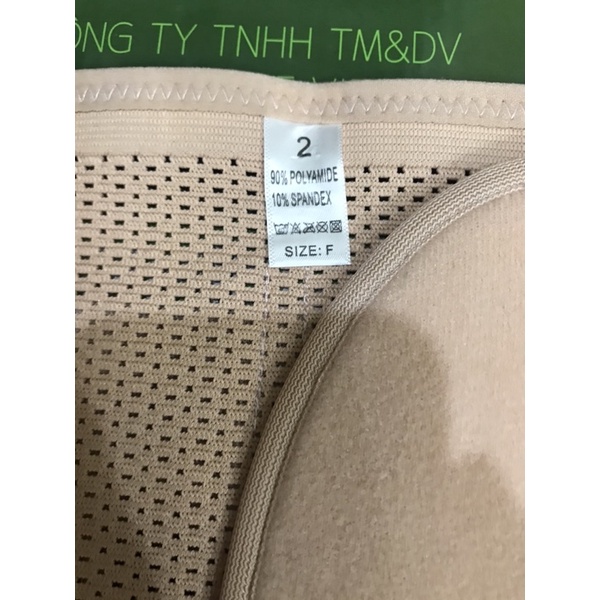 ÔNG TY TNHH TM&DV
2
90% POLYAMIDE
10% SPANDEX
SIZE: F